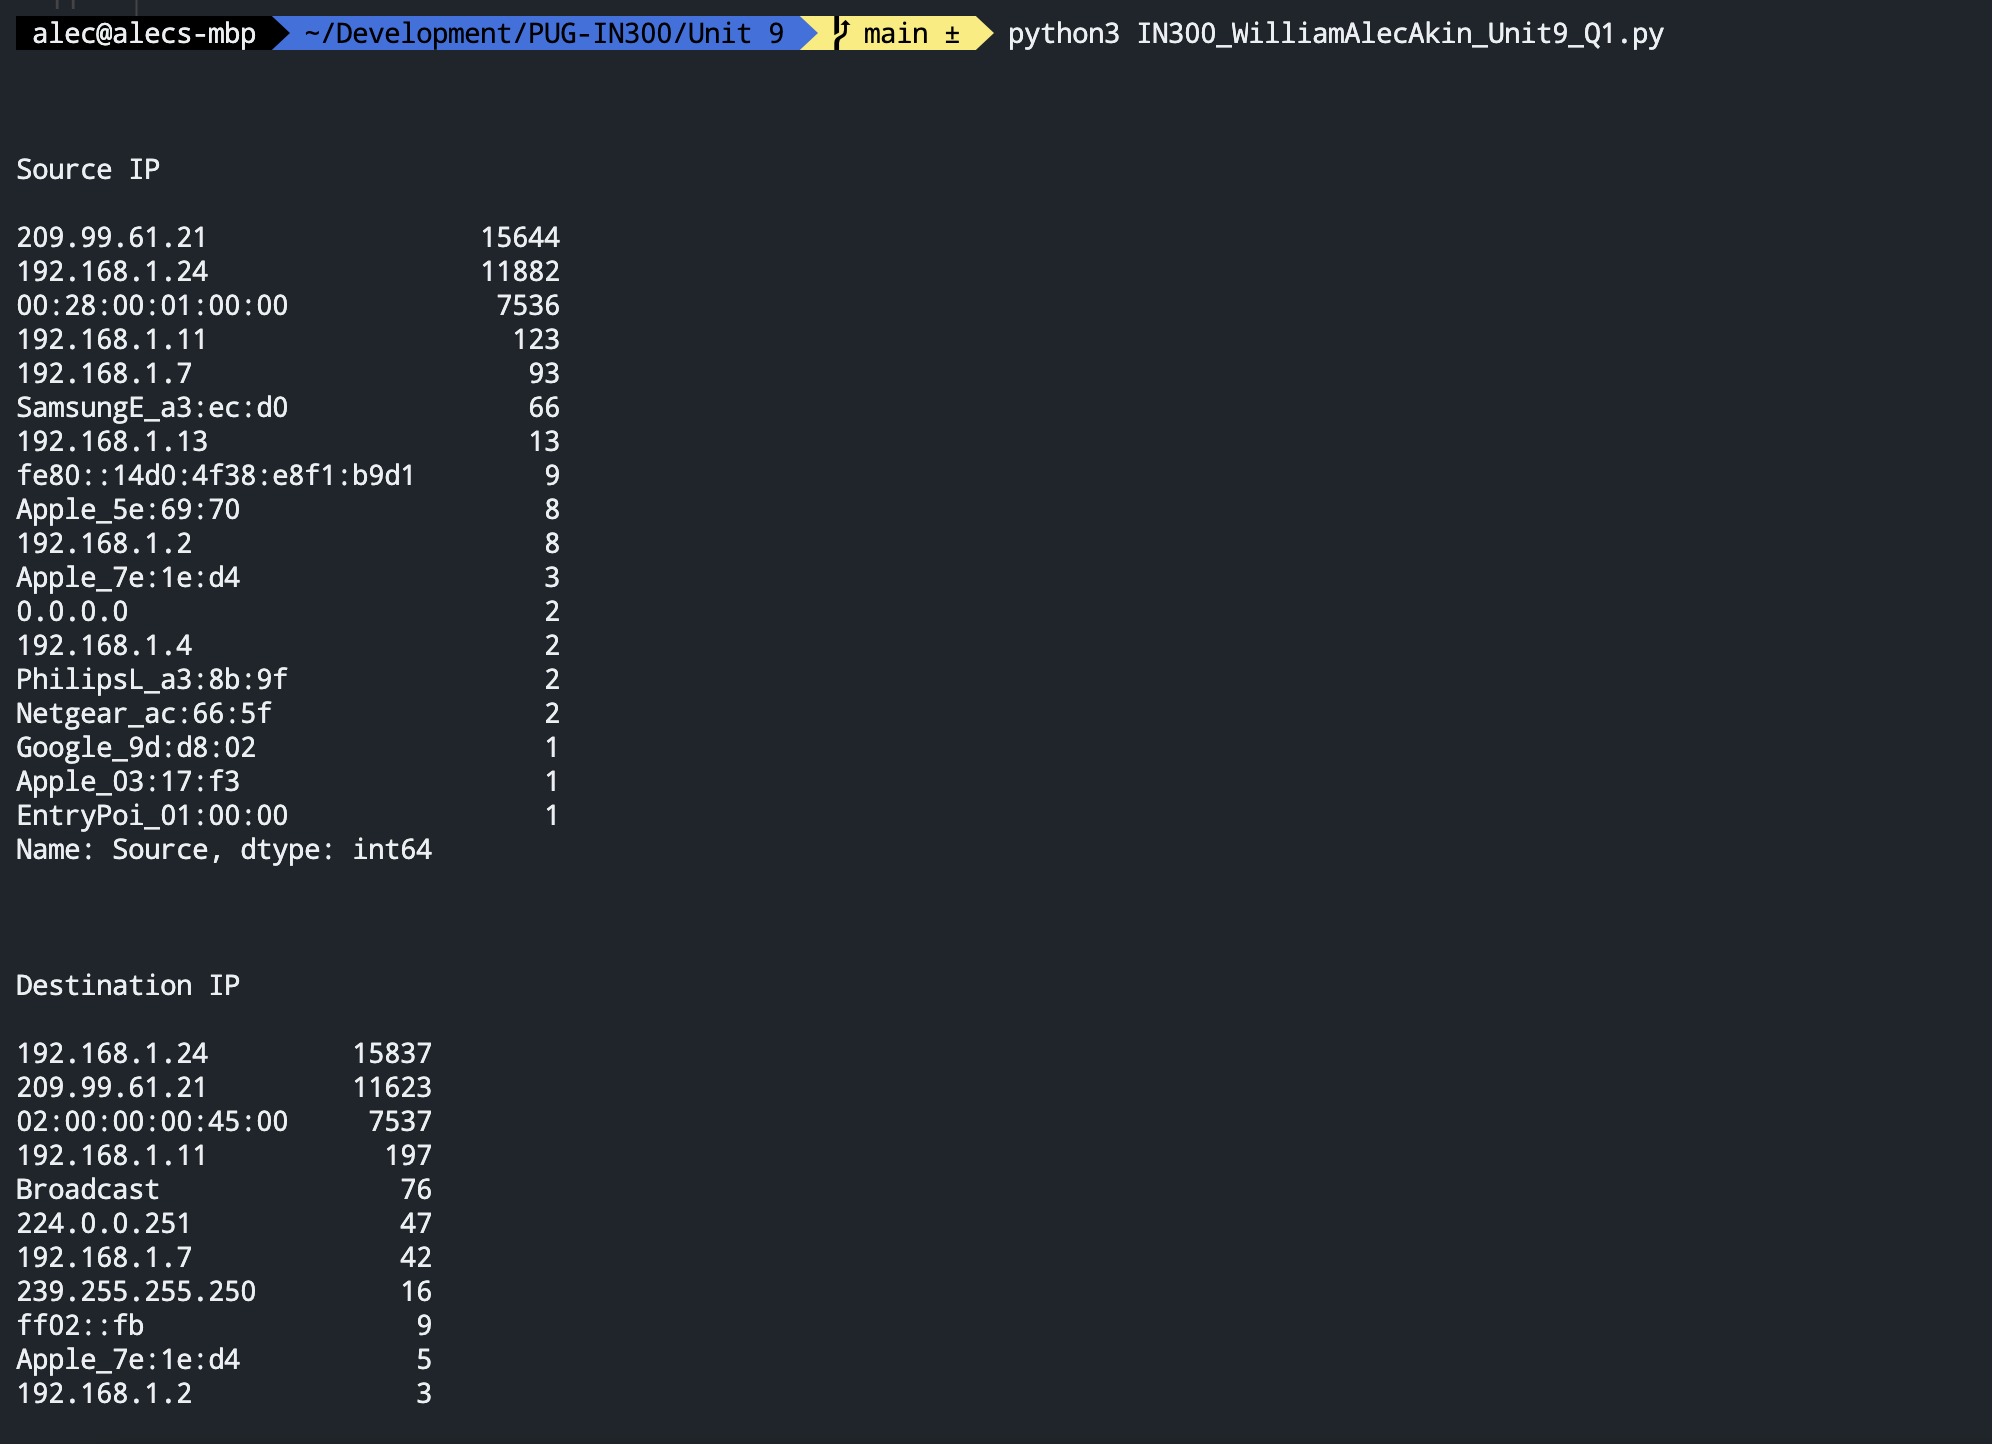 alec@alecs-mbp ~/Development/PUG-IN300/Unit 9 main ± python3 IN300_WilliamAlecAkin_Unit9_Q1.py
Source IP
209.99.61.21 15644
192.168.1.24 11882
00:28:00:01:00:00 7536
192.168.1.11 123
192.168.1.7 93
SamsungE_a3:ec:d0 66
192.168.1.13 13
fe80::14d0:4f38:e8f1:b9d1 9
Apple_5e:69:70 8
192.168.1.2 8
Apple_7e:1e:d4 3
0.0.0.0 2
192.168.1.4 2
PhilipsL_a3:8b:9f 2
Netgear_ac:66:5f 2
Google_9d:d8:02 1
Apple_03:17:f3 1
EntryPoi_01:00:00 1
Name: Source, dtype: int64
Destination IP
192.168.1.24 15837
209.99.61.21 11623
02:00:00:00:45:00 7537
192.168.1.11 197
Broadcast 76
224.0.0.251 47
192.168.1.7 42
239.255.255.250 16
ff02::fb 9
Apple_7e:1e:d4 5
192.168.1.2 3